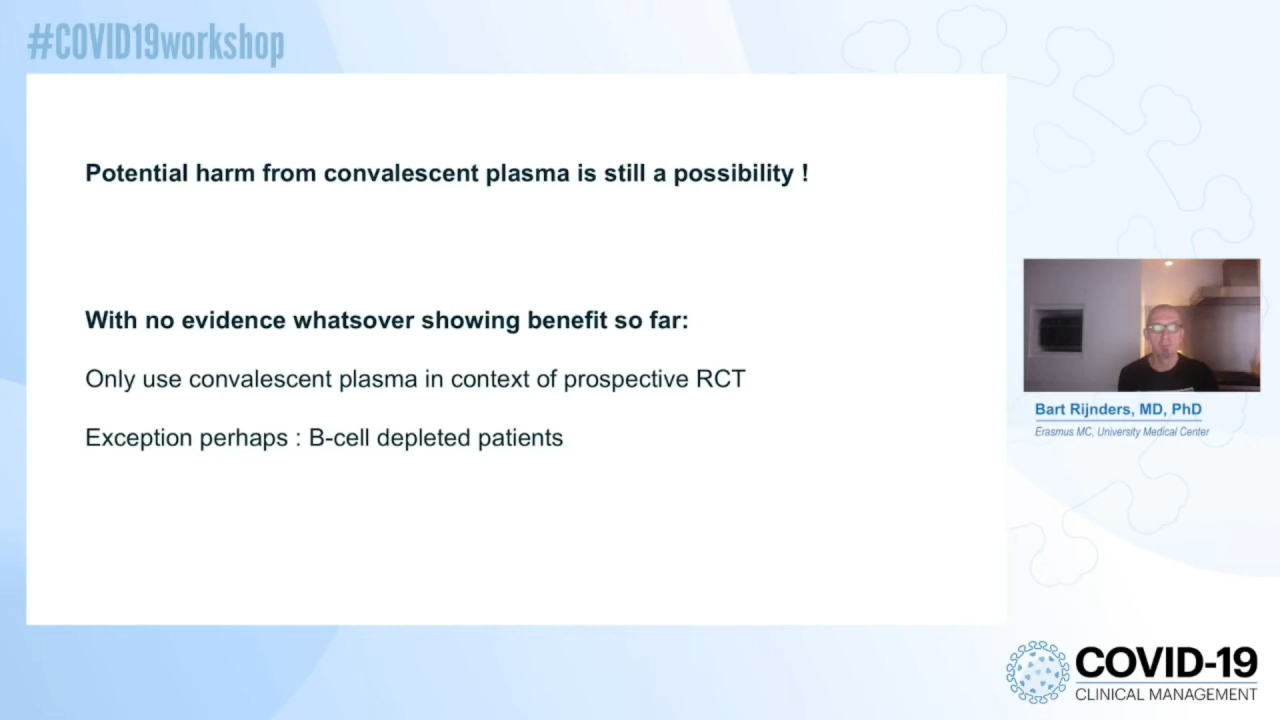 #COVID19workshop
Potential harm from convalescent plasma is still a possibility !
With no evidence whatsover showing benefit so far:
Only use convalescent plasma in context of prospective RCT
Exception perhaps : B-cell depleted patients
Bart Rijnders, MD, PhD
Erasmus MC, University Medical Center
COVID-19
CLINICAL MANAGEMENT